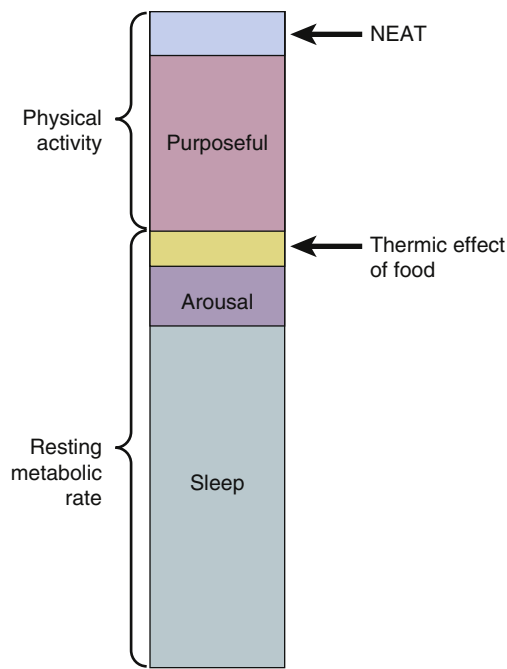 NEAT
Physical
activity
Purposeful
Thermic effect
of food
Arousal
Resting
metabolic
rate
Sleep